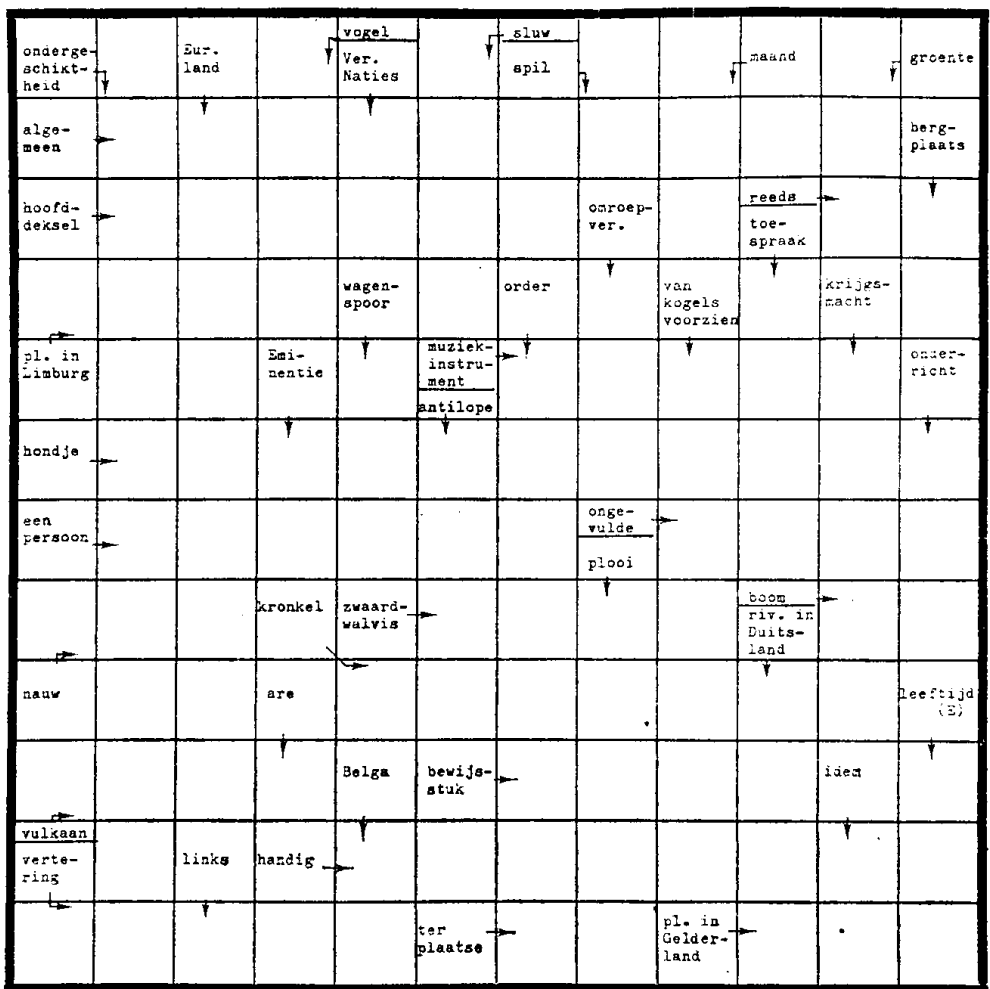 onderge-
schikt-
heid
Eur.
land
vogel
Ver.
Naties
sluw
spil
maand
groente
alge-
meen
berg-
plaats
hoofd-
deksel
omroep-
ver.
reeds
toe-
spraak
wagen-
spoor
order
van
kogels
voorzien
krijgs-
macht
pl. in
Limburg
Emi-
nentie
muziek-
instru-
ment
antilope
onder-
richt
hondje
een
persoon
onge-
vulde
plooi
kronkel
zwaard-
walvis
boom
riv. in
Duits-
land
nauw
are
leeftijd
(E)
Belga
bewijs-
stuk
idem
vulkaan
verte-
ring
links
handig
ter
plaatse
pl. in
Gelder-
land